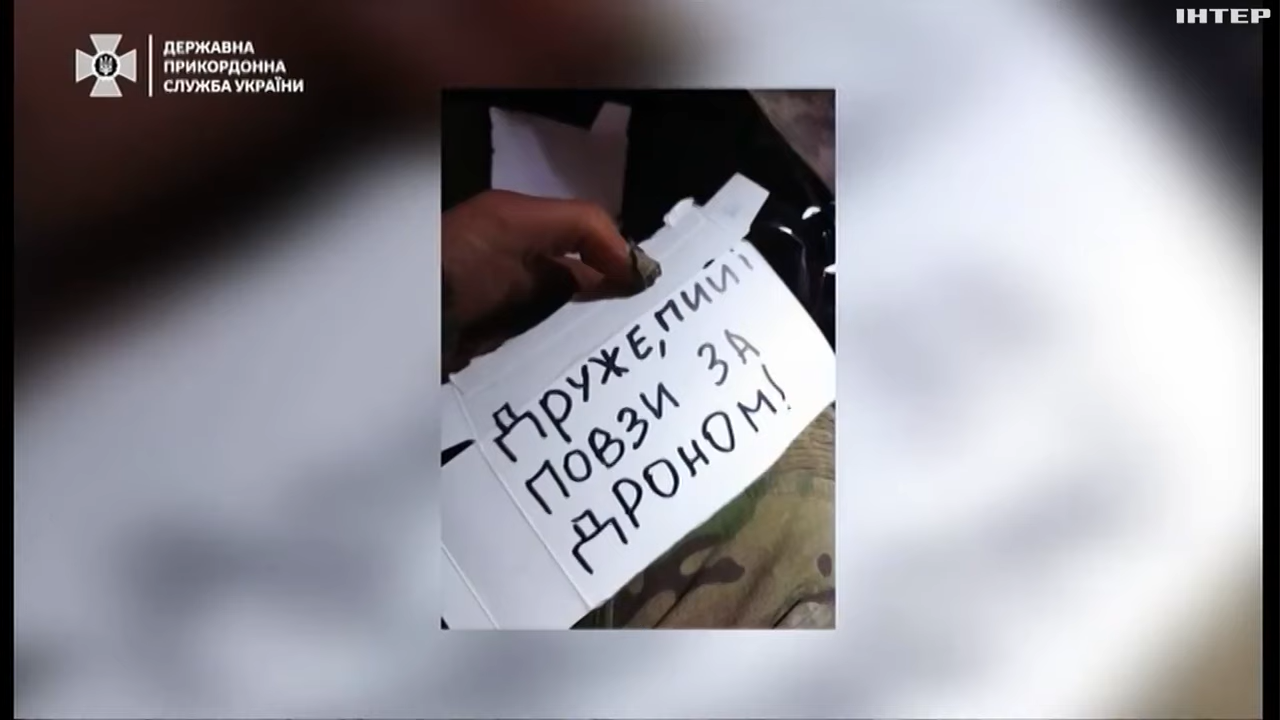 ІНТЕР
ДЕРЖАВНА
ПРИКОРДОННА
СЛУЖБА УКРАЇНИ
ДРУЖЕ, ПИЙ І
ПОВЗИ ЗА
ДРОНОМ!